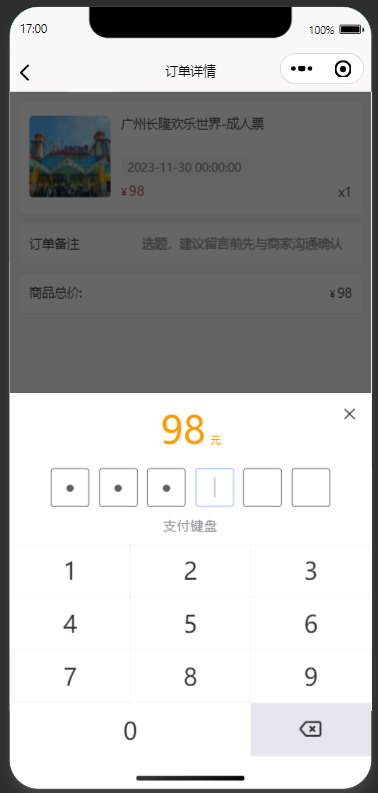 17:00
100%
订单详情
广州长隆欢乐世界-成人票
2023-11-30 00:00:00
¥98
x1
订单备注
选题，建议留言前先与商家沟通确认
商品总价:
¥98
98 元
支付键盘
1
2
3
4
5
6
7
8
9
0